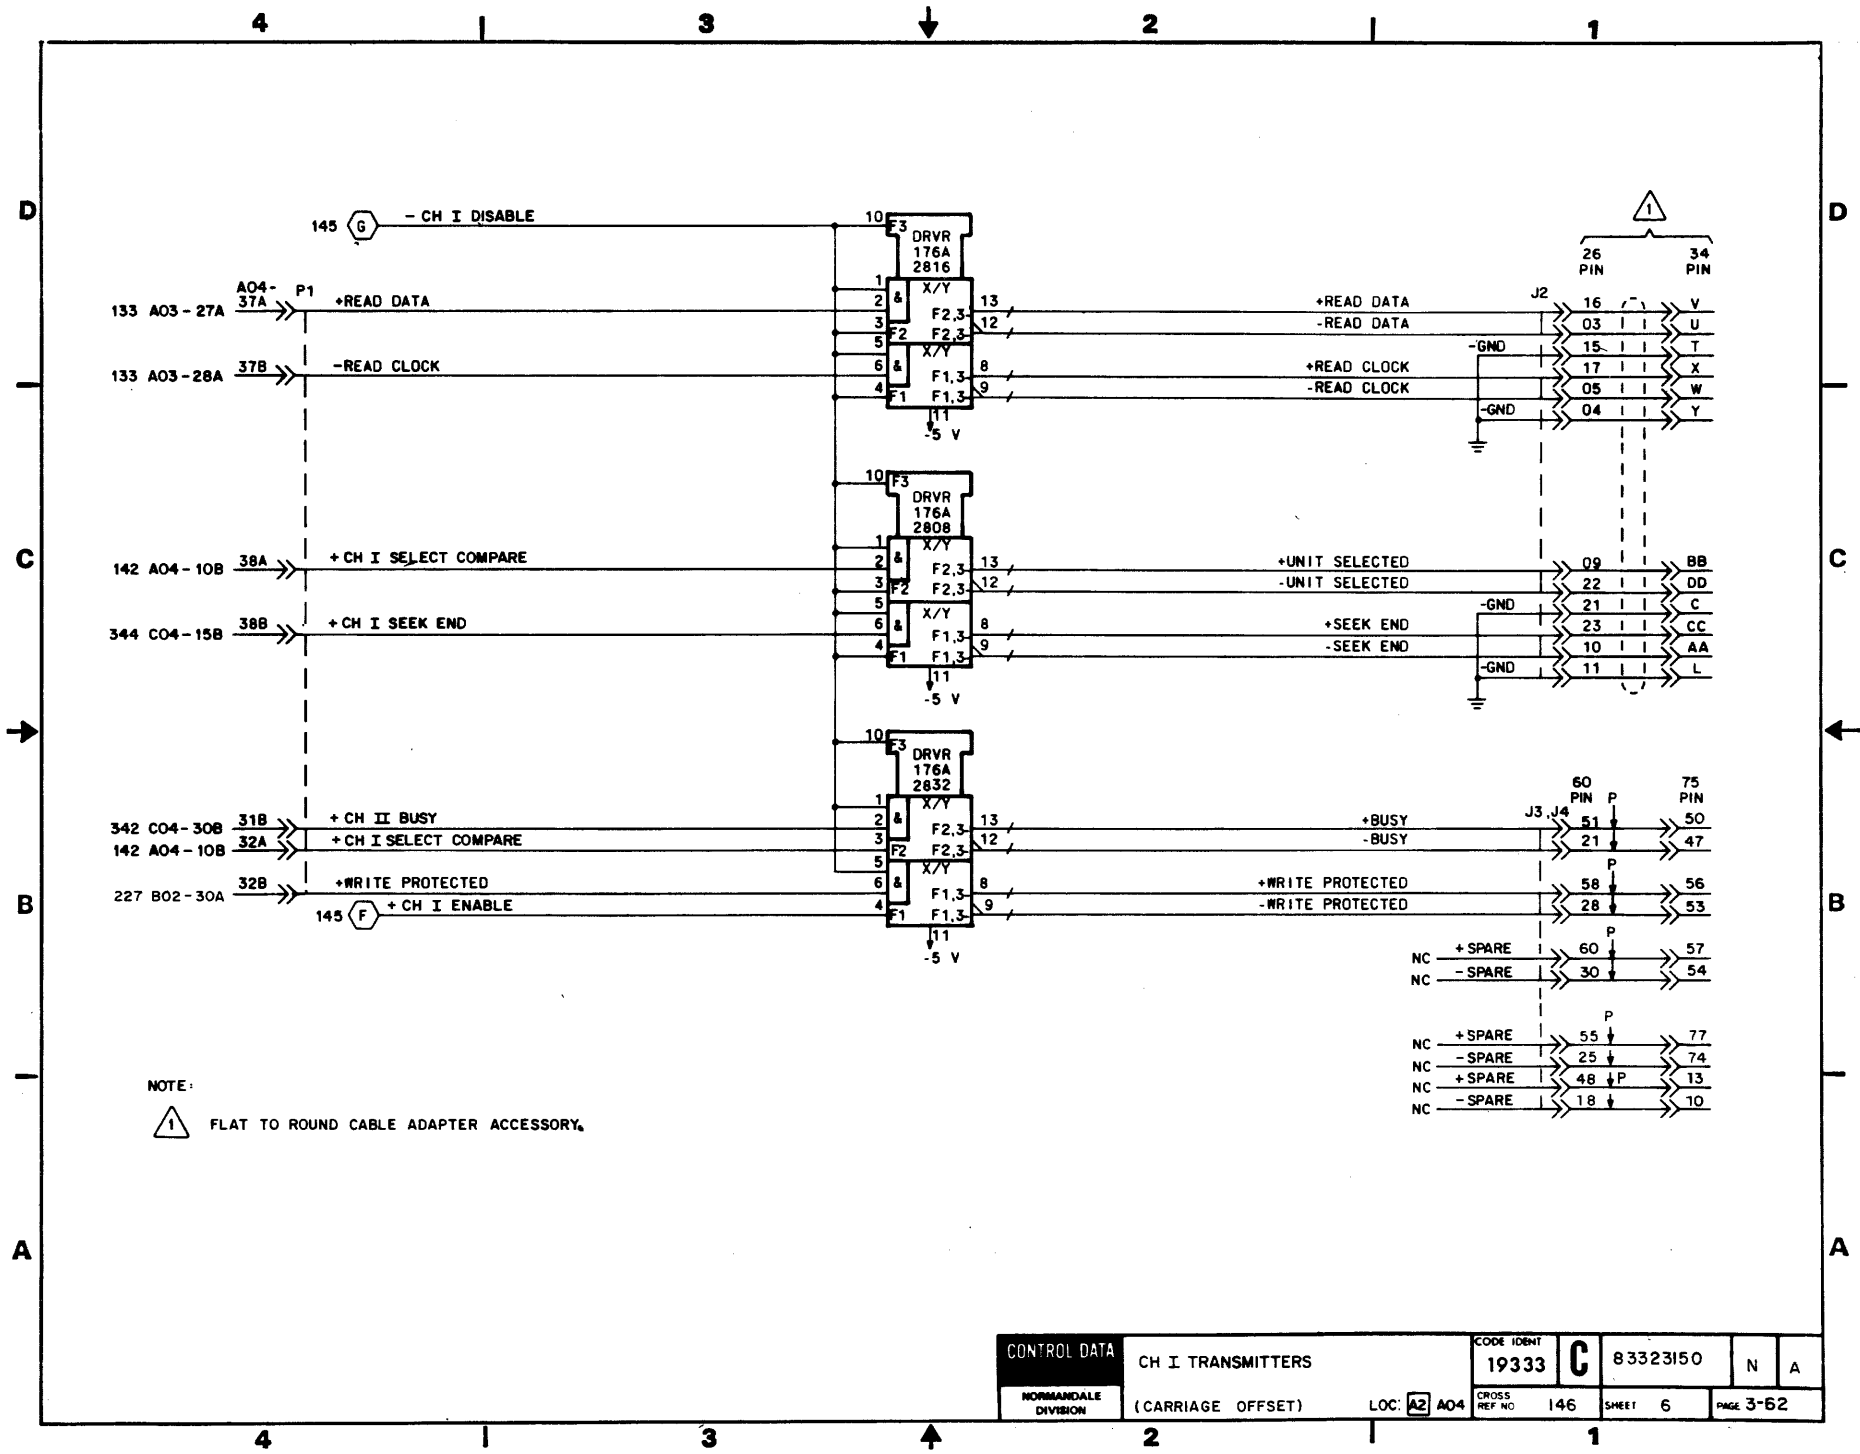 4 3 2 1
D D
145 G - CH I DISABLE 10 F3
DRVR
176A
2816
1
26 34
PIN PIN
A04- P1
133 A03-27A 37A +READ DATA
1 X/Y
2 & F2,3 13 +READ DATA J2 16 V
3 F2 F2,3 12 -READ DATA 03 U
5 X/Y -GND 15 T
133 A03-28A 37B -READ CLOCK 6 & F1,3 8 +READ CLOCK 17 X
4 F1 F1,3 9 -READ CLOCK 05 W
11 -GND 04 Y
-5 V
10 F3
DRVR
176A
2808
C C
1 X/Y
142 A04-10B 38A +CH I SELECT COMPARE 2 & F2,3 13 +UNIT SELECTED 09 BB
3 F2 F2,3 12 -UNIT SELECTED 22 DD
5 X/Y -GND 21 C
344 C04-15B 38B +CH I SEEK END 6 & F1,3 8 +SEEK END 23 CC
4 F1 F1,3 9 -SEEK END 10 AA
11 -GND 11 L
-5 V
10 F3
DRVR
176A
2832
60 75
PIN P PIN
1 X/Y J3,J4
342 C04-30B 31B + CH II BUSY 2 & F2,3 13 +BUSY 51 50
142 A04-10B 32A + CH I SELECT COMPARE 3 F2 F2,3 12 -BUSY 21 47
5 X/Y P
227 B02-30A 32B +WRITE PROTECTED 6 & F1,3 8 +WRITE PROTECTED 58 56
145 F + CH I ENABLE 4 F1 F1,3 9 -WRITE PROTECTED 28 53
B B
11 P
-5 V
NC + SPARE 60 57
NC - SPARE 30 54
P
NC + SPARE 55 77
NC - SPARE 25 74
NC + SPARE 48 P 13
NC - SPARE 18 10
NOTE:
1 FLAT TO ROUND CABLE ADAPTER ACCESSORY.
A A
CONTROL DATA
NORMANDALE
DIVISION
CH I TRANSMITTERS
(CARRIAGE OFFSET) LOC: A2 A04
CODE IDENT
19333 C 83323150 N A
CROSS
REF NO 146 SHEET 6 PAGE 3-62
4 3 2 1